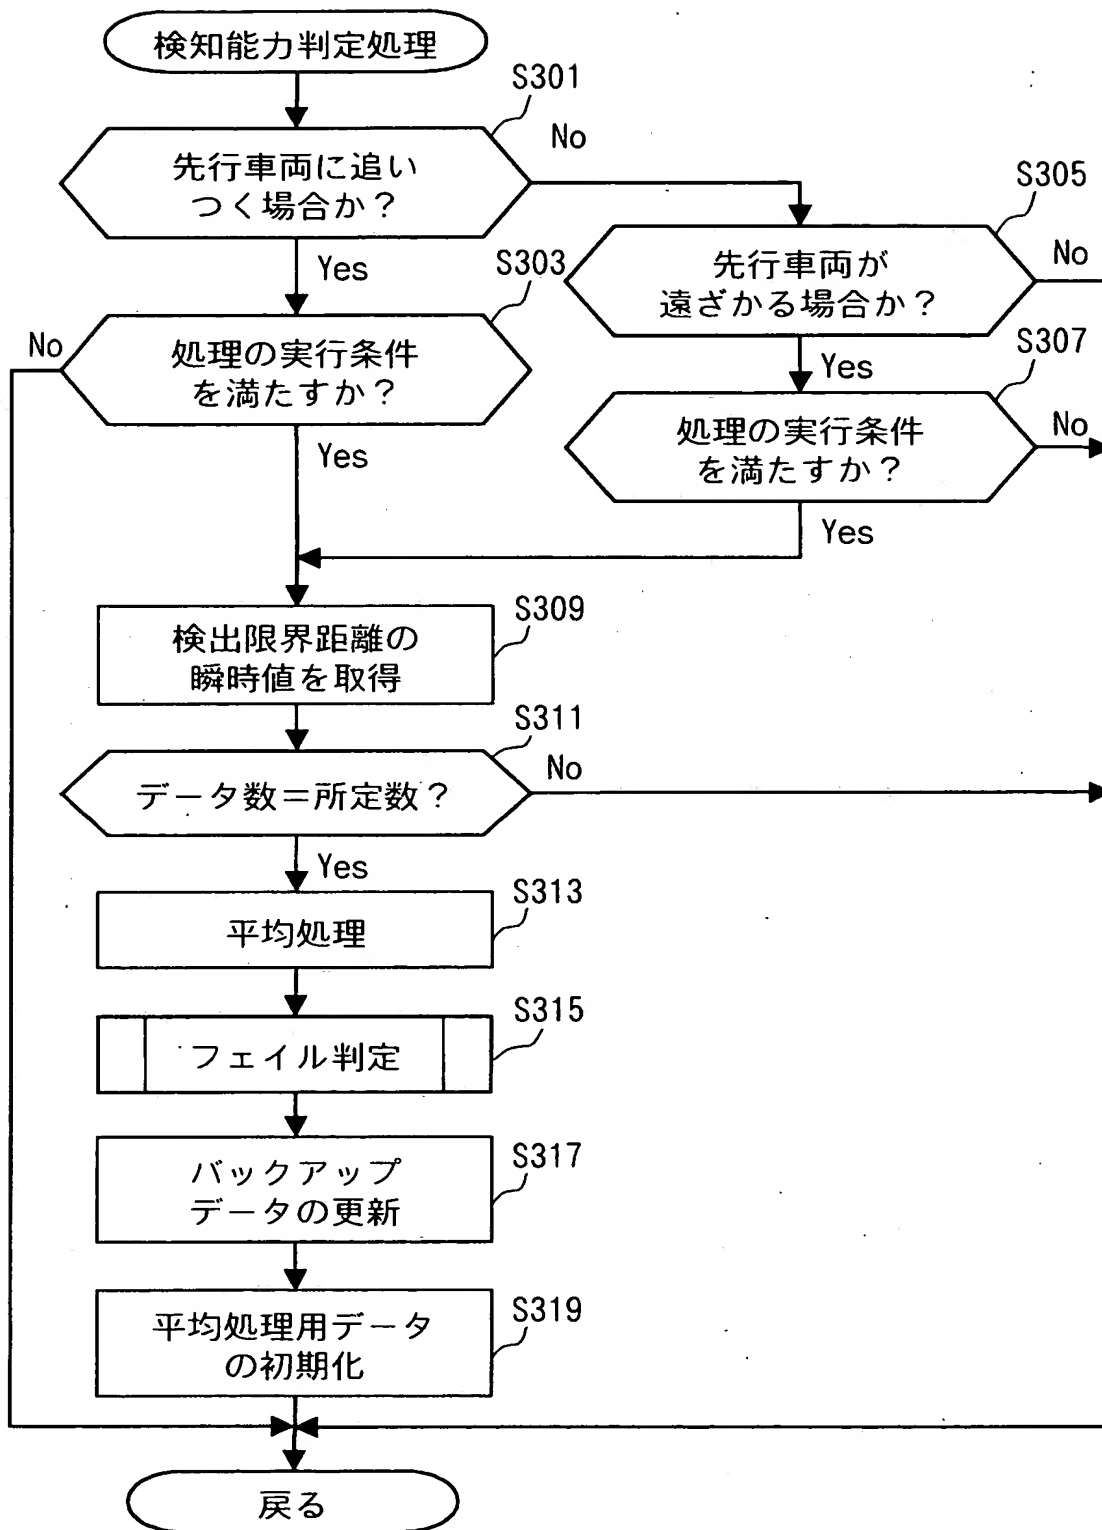 検知能力判定処理
S301
先行車両に追い
つく場合か？
No
Yes
S305
先行車両が
遠ざかる場合か？
No
Yes
S303
処理の実行条件
を満たすか？
No
Yes
S307
処理の実行条件
を満たすか？
No
Yes
S309
検出限界距離の
瞬時値を取得
S311
データ数＝所定数？
No
Yes
S313
平均処理
S315
フェイル判定
S317
バックアップ
データの更新
S319
平均処理用データ
の初期化
戻る